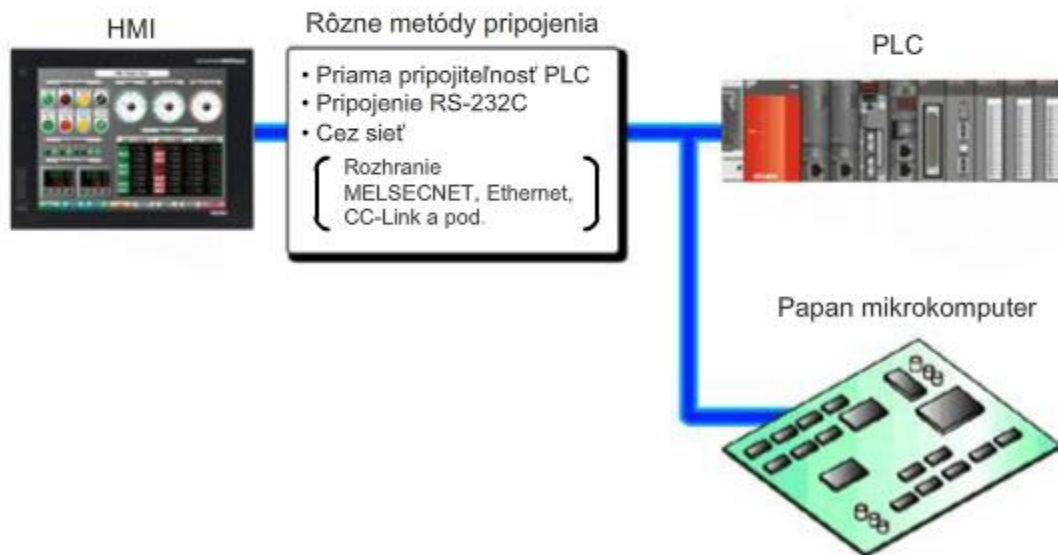 HMI
Rôzne metódy pripojenia
PLC
• Priama pripojiteľnosť PLC
• Pripojenie RS-232C
• Cez sieť
Rozhranie
MELSECNET, Ethernet,
CC-Link a pod.
Papan mikrokomputer